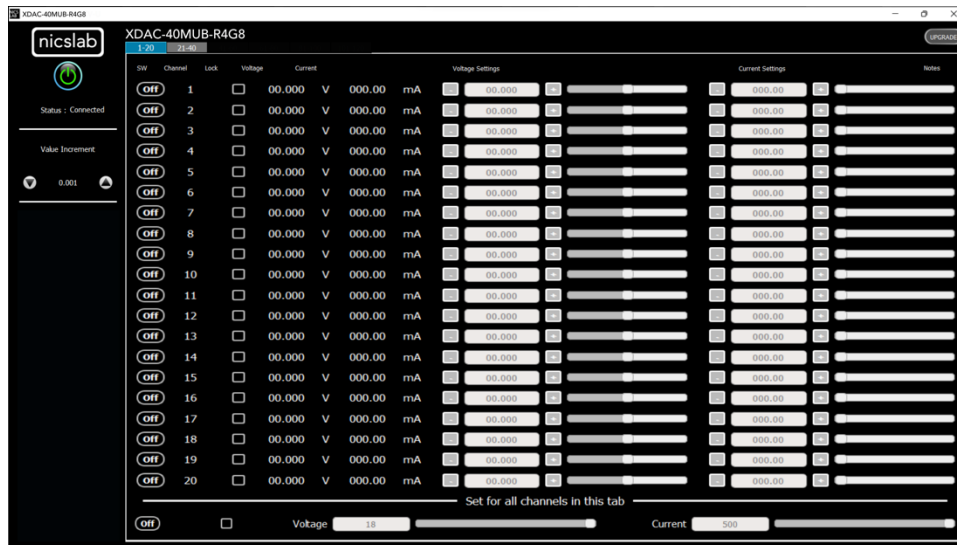 XDAC-40MUB-R4G8
nicslab
XDAC-40MUB-R4G8
UPGRADE
1-20 21-40
SW Channel Lock Voltage Current Voltage Settings Current Settings Notes
Off 1 00.000 V 000.00 mA - 00.000 + - 000.00 +
Off 2 00.000 V 000.00 mA - 00.000 + - 000.00 +
Off 3 00.000 V 000.00 mA - 00.000 + - 000.00 +
Off 4 00.000 V 000.00 mA - 00.000 + - 000.00 +
Off 5 00.000 V 000.00 mA - 00.000 + - 000.00 +
Off 6 00.000 V 000.00 mA - 00.000 + - 000.00 +
Off 7 00.000 V 000.00 mA - 00.000 + - 000.00 +
Off 8 00.000 V 000.00 mA - 00.000 + - 000.00 +
Off 9 00.000 V 000.00 mA - 00.000 + - 000.00 +
Off 10 00.000 V 000.00 mA - 00.000 + - 000.00 +
Off 11 00.000 V 000.00 mA - 00.000 + - 000.00 +
Off 12 00.000 V 000.00 mA - 00.000 + - 000.00 +
Off 13 00.000 V 000.00 mA - 00.000 + - 000.00 +
Off 14 00.000 V 000.00 mA - 00.000 + - 000.00 +
Off 15 00.000 V 000.00 mA - 00.000 + - 000.00 +
Off 16 00.000 V 000.00 mA - 00.000 + - 000.00 +
Off 17 00.000 V 000.00 mA - 00.000 + - 000.00 +
Off 18 00.000 V 000.00 mA - 00.000 + - 000.00 +
Off 19 00.000 V 000.00 mA - 00.000 + - 000.00 +
Off 20 00.000 V 000.00 mA - 00.000 + - 000.00 +
Status : Connected
Value Increment
0.001
Set for all channels in this tab
Off Voltage 18 Current 500